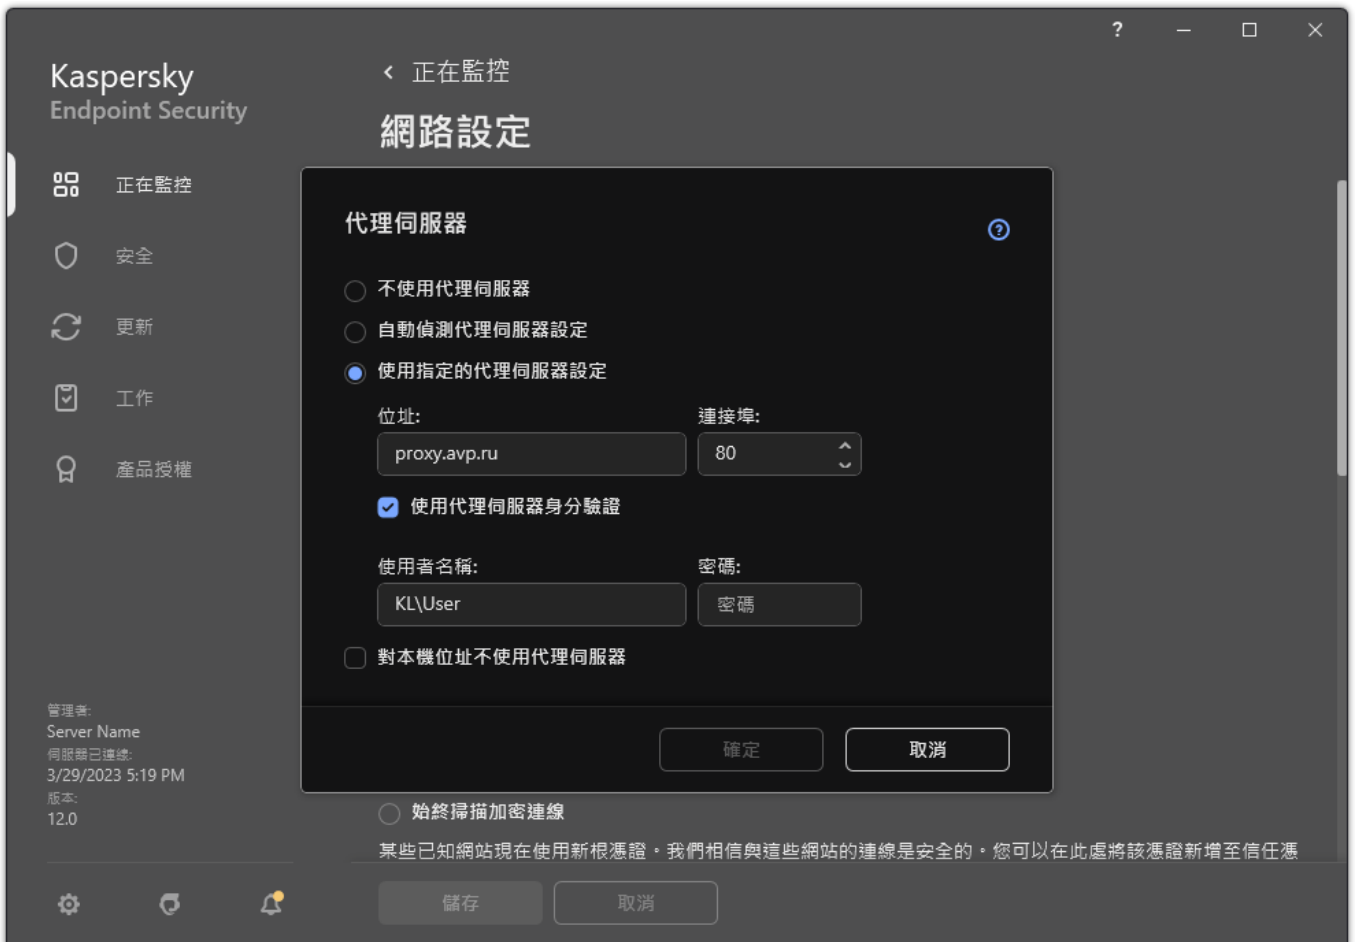 ?
Kaspersky
Endpoint Security
正在監控
網路設定
正在監控
安全
更新
工作
產品授權
代理伺服器
?
不使用代理伺服器
自動偵測代理伺服器設定
使用指定的代理伺服器設定
位址:
連接埠:
proxy.avp.ru
80
使用代理伺服器身分驗證
使用者名稱:
密碼:
KL\User
密碼
對本機位址不使用代理伺服器
確定
取消
管理者:
Server Name
伺服器已連線:
3/29/2023 5:19 PM
版本:
12.0
始終掃描加密連線
某些已知網站現在使用新根憑證。我們相信與這些網站的連線是安全的。您可以在此處將該憑證新增至信任憑
儲存
取消